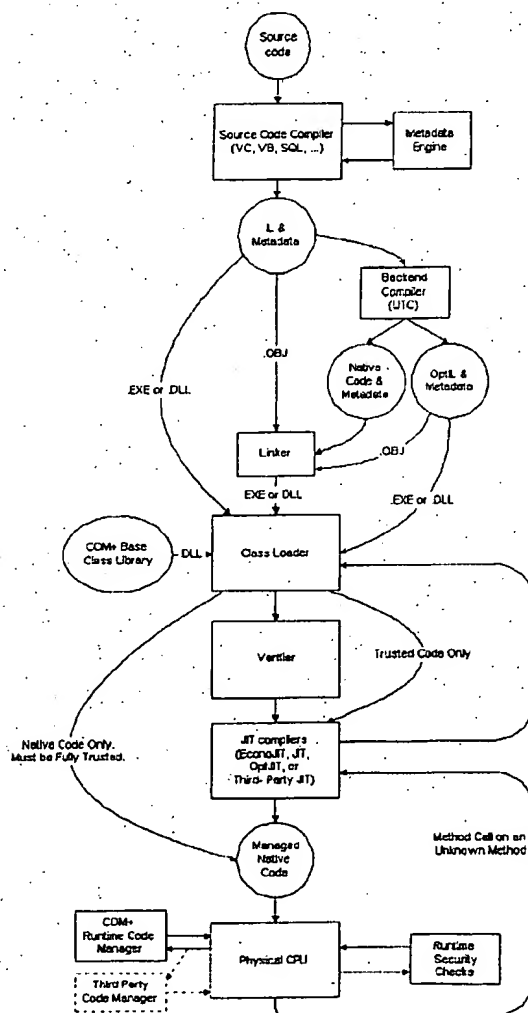 Source
code
Source Code Compiler
(VC, VB, SQL, ...)
Metadata
Engine
IL &
Metadata
Backend
Compiler
(UTC)
.OBJ
Native
Code &
Metadata
OptIL &
Metadata
.EXE or .DLL
Linker
.OBJ
EXE or DLL
.EXE or .DLL
COM+ Base
Class Library
DLL
Class Loader
Verifier
Trusted Code Only
Native Code Only.
Must be Fully Trusted.
JIT compilers
(EconoJIT, JIT,
OptJIT, or
Third- Party JIT)
Method Call on an
Unknown Method
Managed
Native
Code
COM+
Runtime Code
Manager
Physical CPU
Runtime
Security
Checks
Third Party
Code Manager